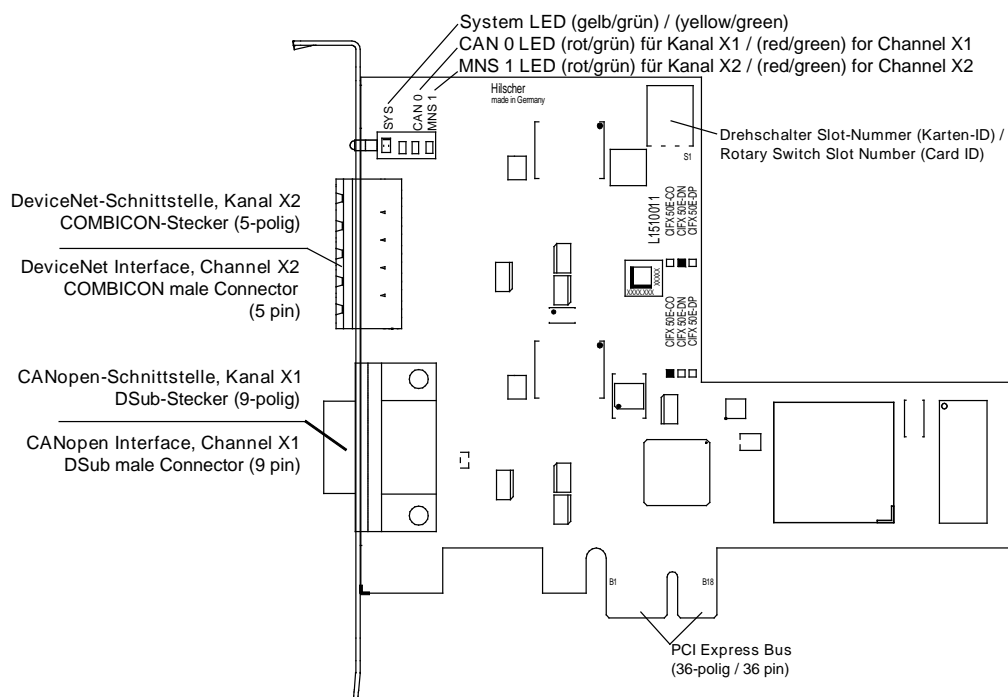 System LED (gelb/grün) / (yellow/green)
CAN 0 LED (rot/grün) für Kanal X1 / (red/green) for Channel X1
MNS 1 LED (rot/grün) für Kanal X2 / (red/green) for Channel X2
SYS
CAN 0
MNS 1
Hilscher
made in Germany
S1
Drehschalter Slot-Nummer (Karten-ID) /
Rotary Switch Slot Number (Card ID)
DeviceNet-Schnittstelle, Kanal X2
COMBICON-Stecker (5-polig)
DeviceNet Interface, Channel X2
COMBICON male Connector
(5 pin)
L1510011
CIFX 50E-CO
CIFX 50E-DN
CIFX 50E-DP
XXXX.XXX
XXXXX
CIFX 50E-CO
CIFX 50E-DN
CIFX 50E-DP
CANopen-Schnittstelle, Kanal X1
DSub-Stecker (9-polig)
CANopen Interface, Channel X1
DSub male Connector (9 pin)
B1
B18
PCI Express Bus
(36-polig / 36 pin)